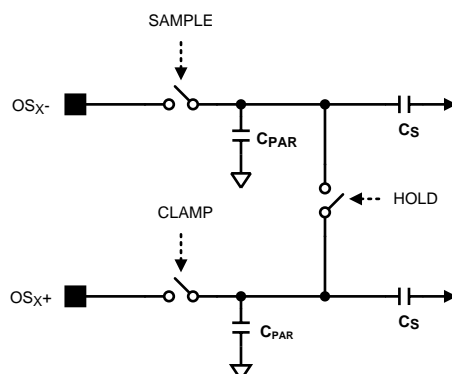 SAMPLE
OSX-
CPAR
CS
HOLD
CLAMP
OSX+
CPAR
CS